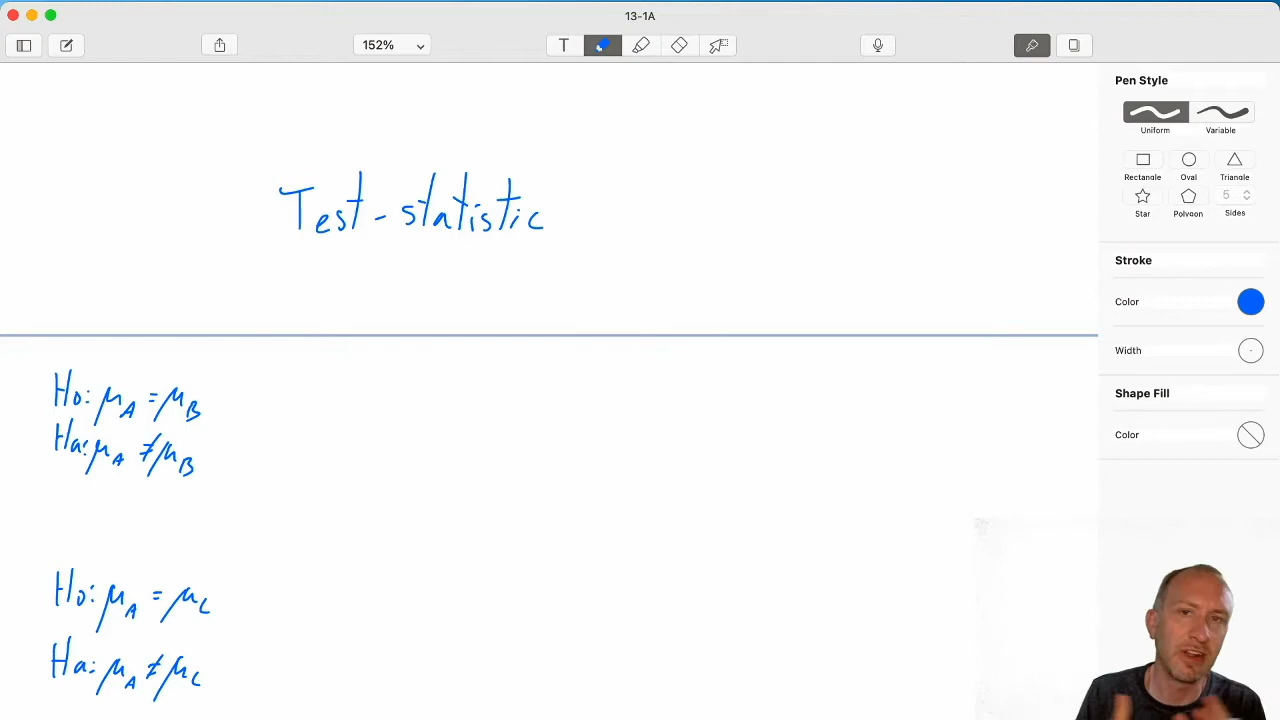 13-1A
152%
T
Pen Style
Uniform Variable
Rectangle Oval Triangle
5
Star Polygon Sides
Stroke
Color
Width
Shape Fill
Color
Test-statistic
Ho: μA = μB
Ha: μA ≠ μB
Ho: μA = μC
Ha: μA ≠ μC